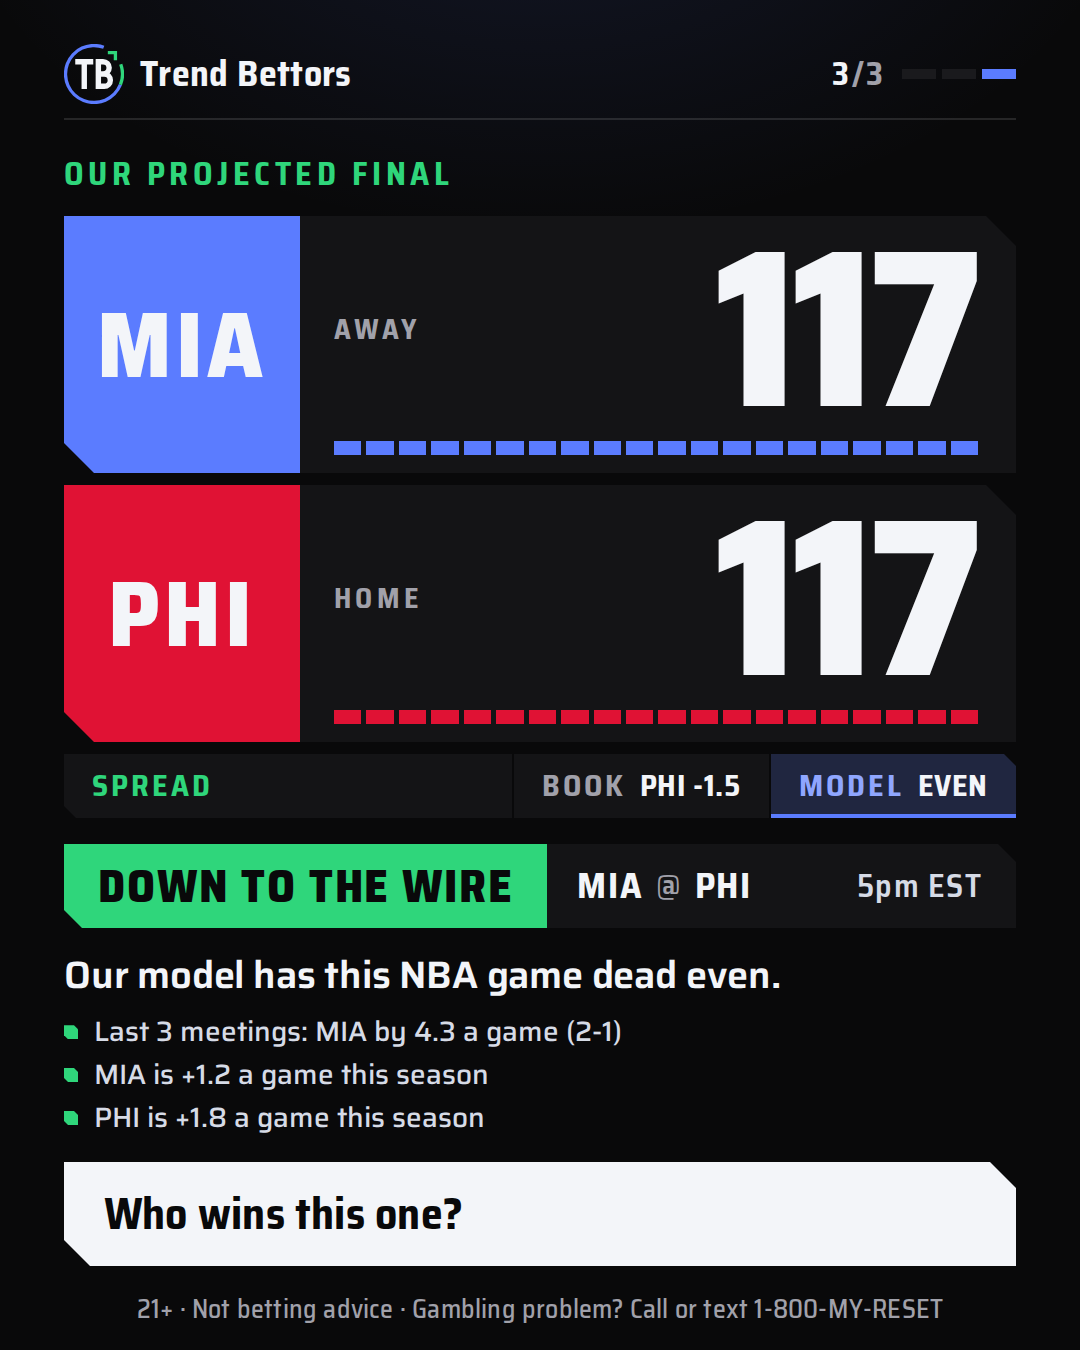 TB Trend Bettors 3/3
OUR PROJECTED FINAL
MIA AWAY 117
PHI HOME 117
SPREAD BOOK PHI -1.5 MODEL EVEN
DOWN TO THE WIRE MIA @ PHI 5pm EST
Our model has this NBA game dead even.
Last 3 meetings: MIA by 4.3 a game (2-1)
MIA is +1.2 a game this season
PHI is +1.8 a game this season
Who wins this one?
21+ · Not betting advice · Gambling problem? Call or text 1-800-MY-RESET